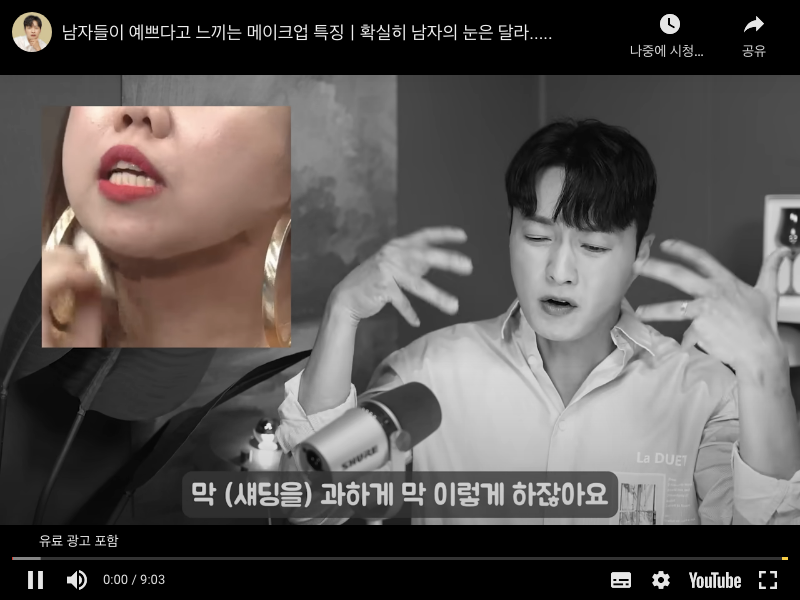 남자들이 예쁘다고 느끼는 메이크업 특징 | 확실히 남자의 눈은 달라.....
나중에 시청...
공유
SHURE
La DUET
막 (섀딩을) 과하게 막 이렇게 하잖아요
유료 광고 포함
0:00 / 9:03
YouTube